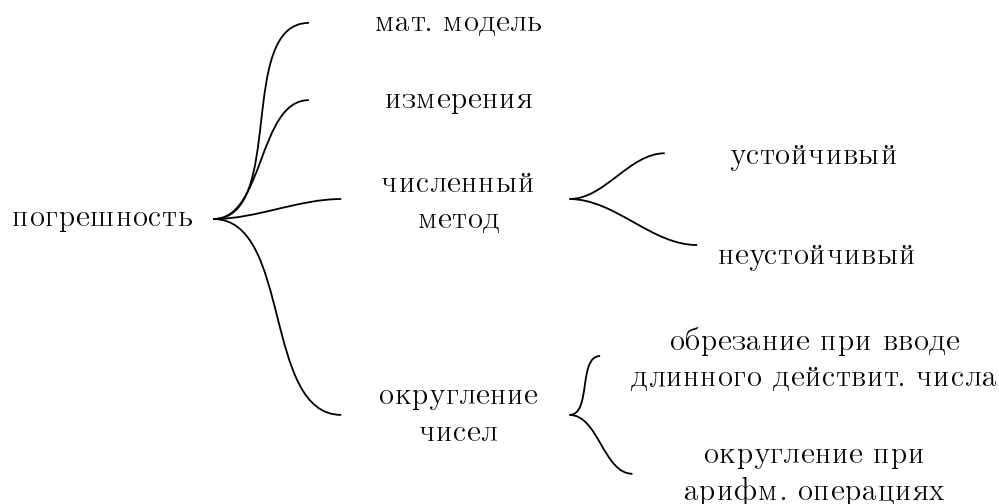 мат. модель
измерения
устойчивый
численный
метод
погрешность
неустойчивый
обрезание при вводе
длинного действит. числа
округление
чисел
округление при
арифм. операциях